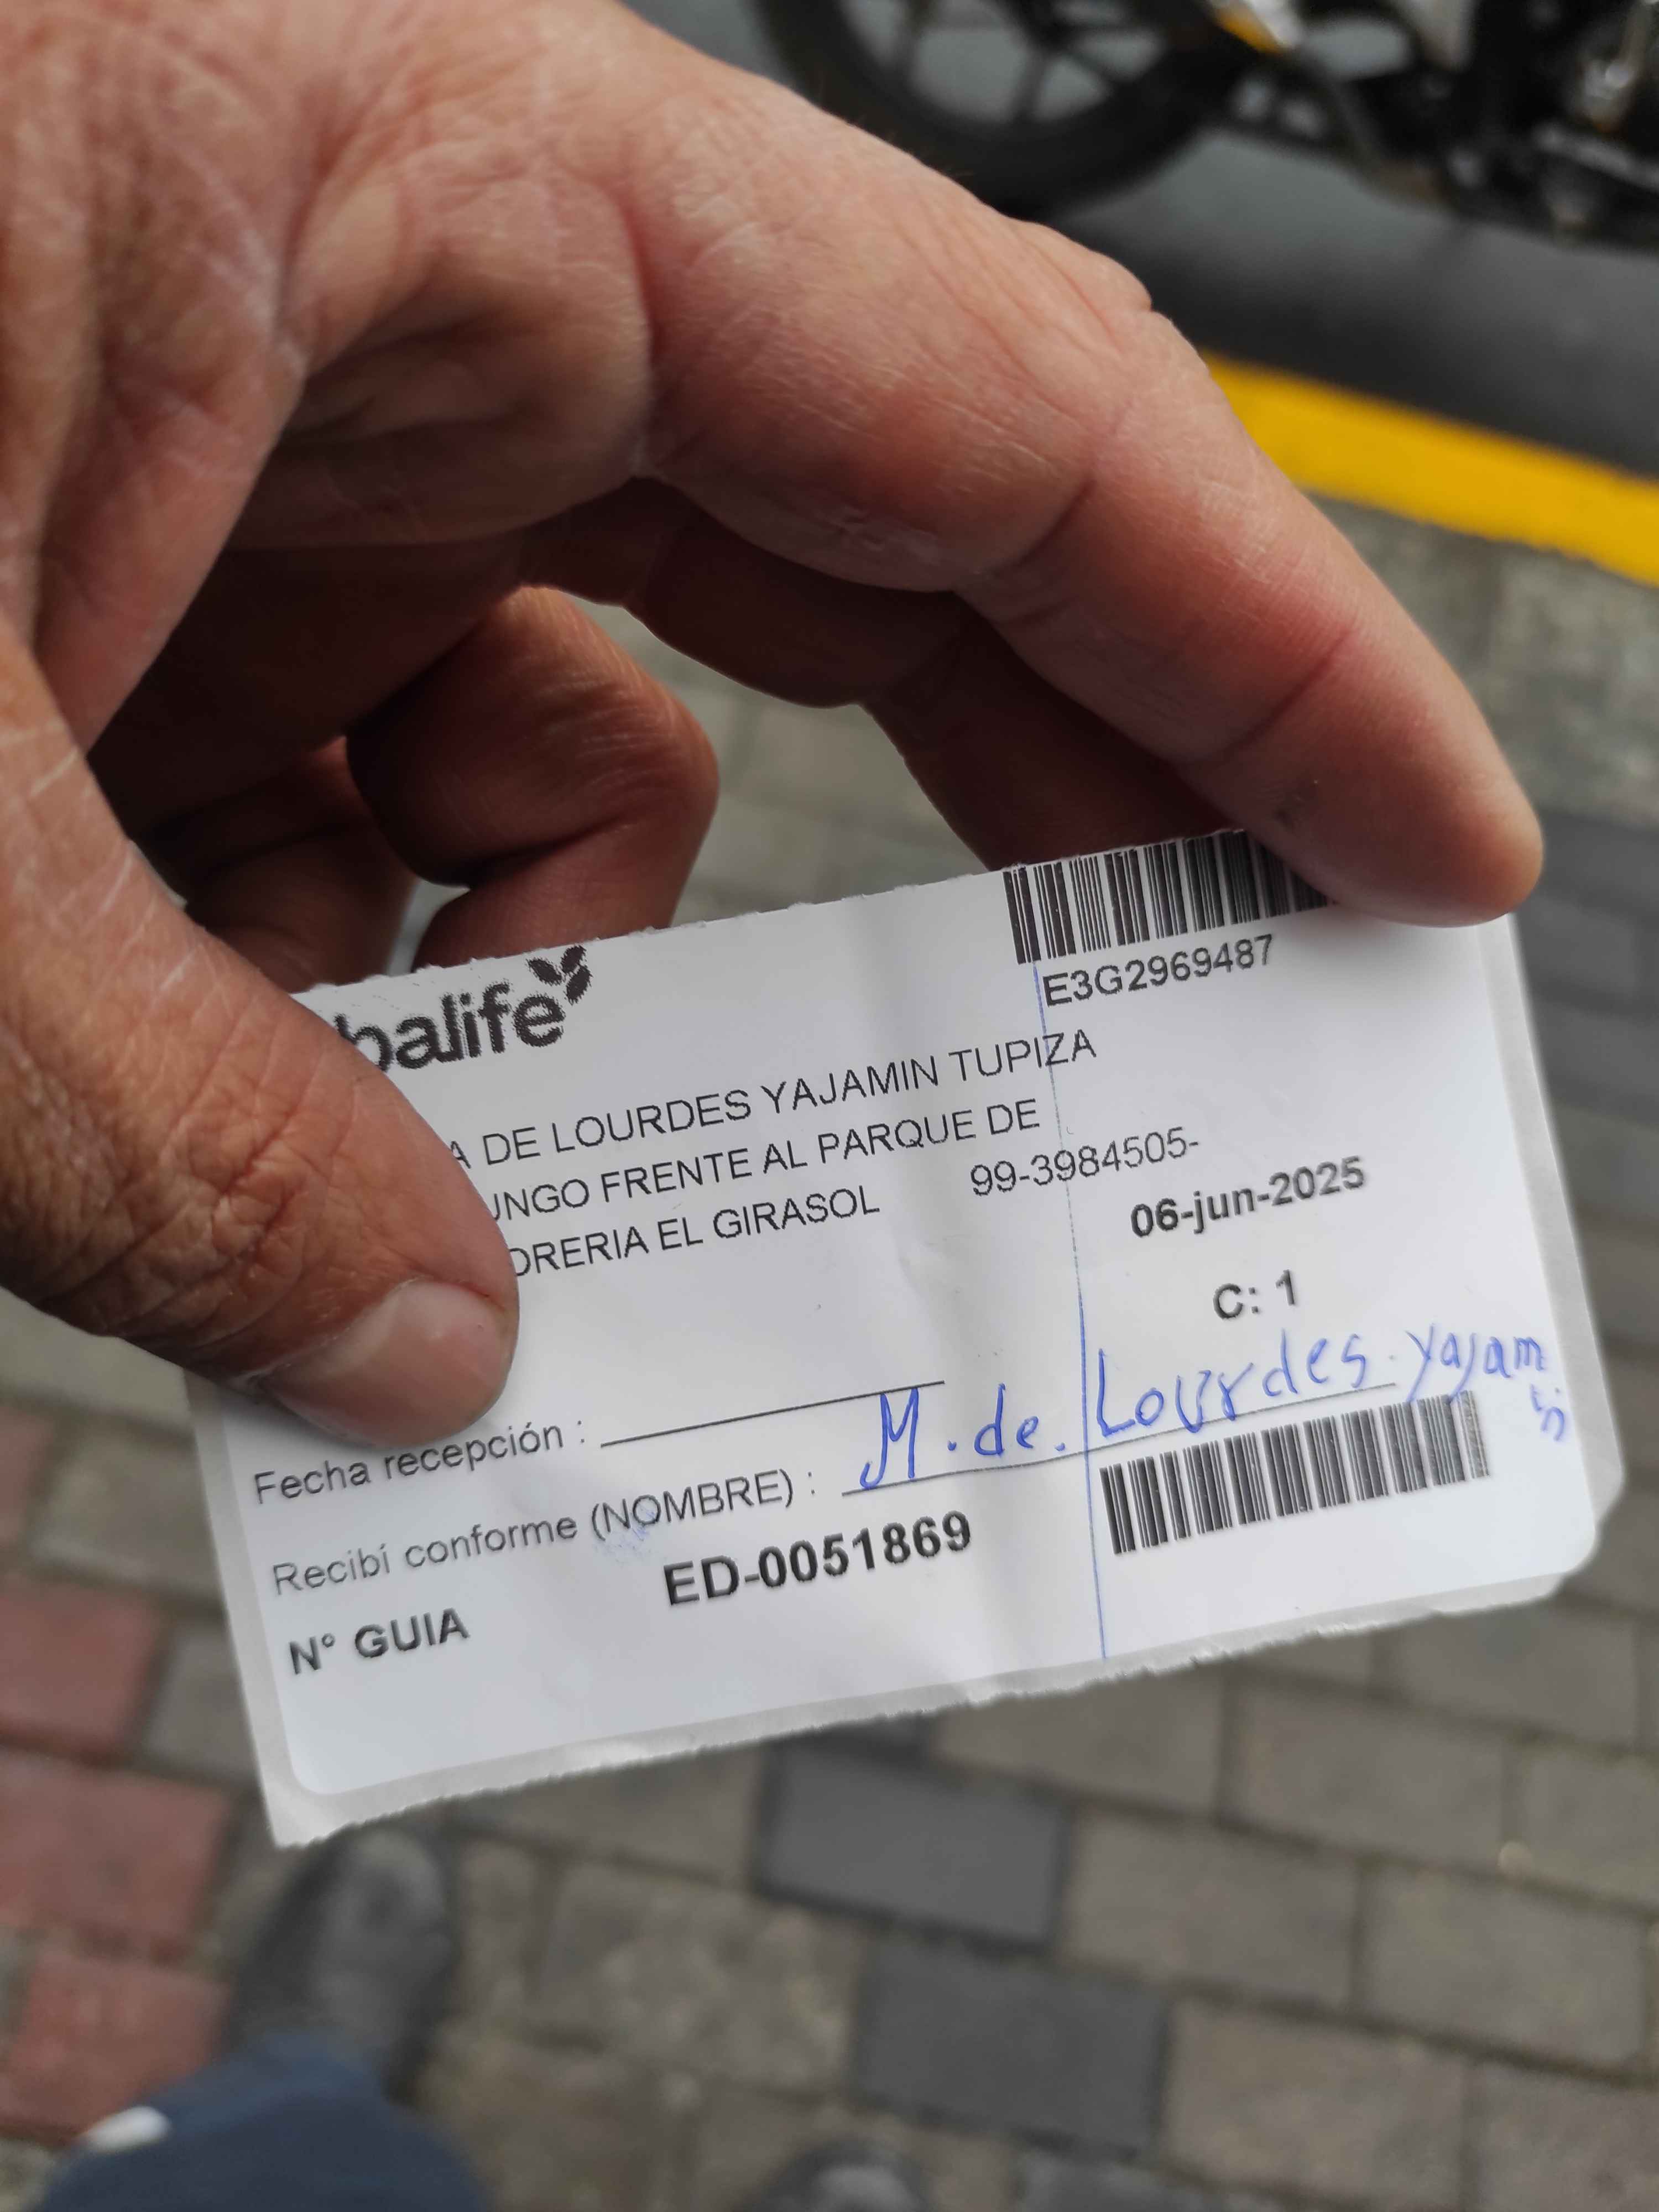 balife
E3G2969487
A DE LOURDES YAJAMIN TUPIZA
UNGO FRENTE AL PARQUE DE
ORERIA EL GIRASOL 99-3984505-
06-jun-2025
C: 1
Fecha recepción :
Recibí conforme (NOMBRE) : M. de. Lourdes. Yajamin
N° GUIA ED-0051869